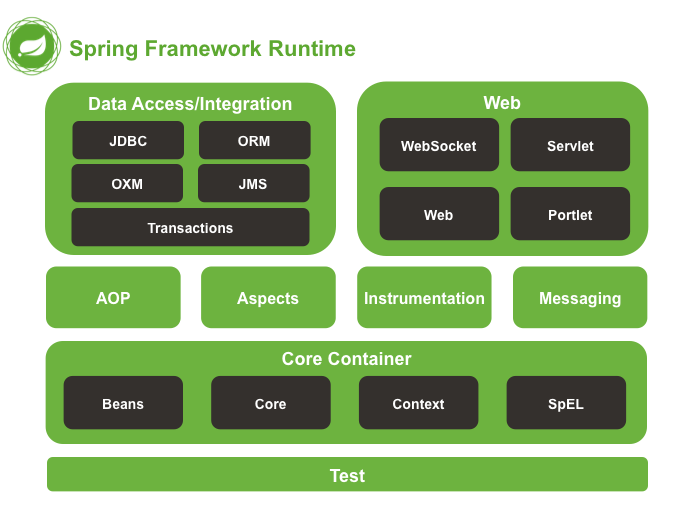 Spring Framework Runtime
Data Access/Integration
JDBC
ORM
OXM
JMS
Transactions
Web
WebSocket
Servlet
Web
Portlet
AOP
Aspects
Instrumentation
Messaging
Core Container
Beans
Core
Context
SpEL
Test